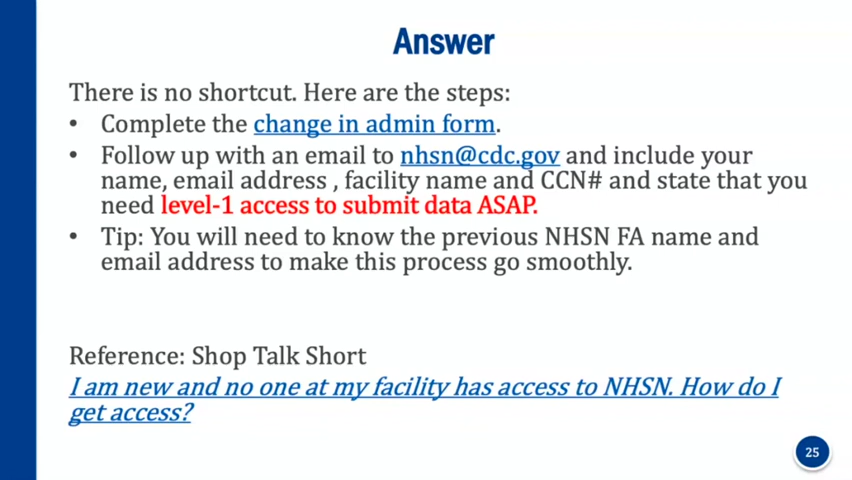 Answer
There is no shortcut. Here are the steps:
• Complete the change in admin form.
• Follow up with an email to nhsn@cdc.gov and include your
name, email address , facility name and CCN# and state that you
need level-1 access to submit data ASAP.
• Tip: You will need to know the previous NHSN FA name and
email address to make this process go smoothly.
Reference: Shop Talk Short
I am new and no one at my facility has access to NHSN. How do I
get access?
25